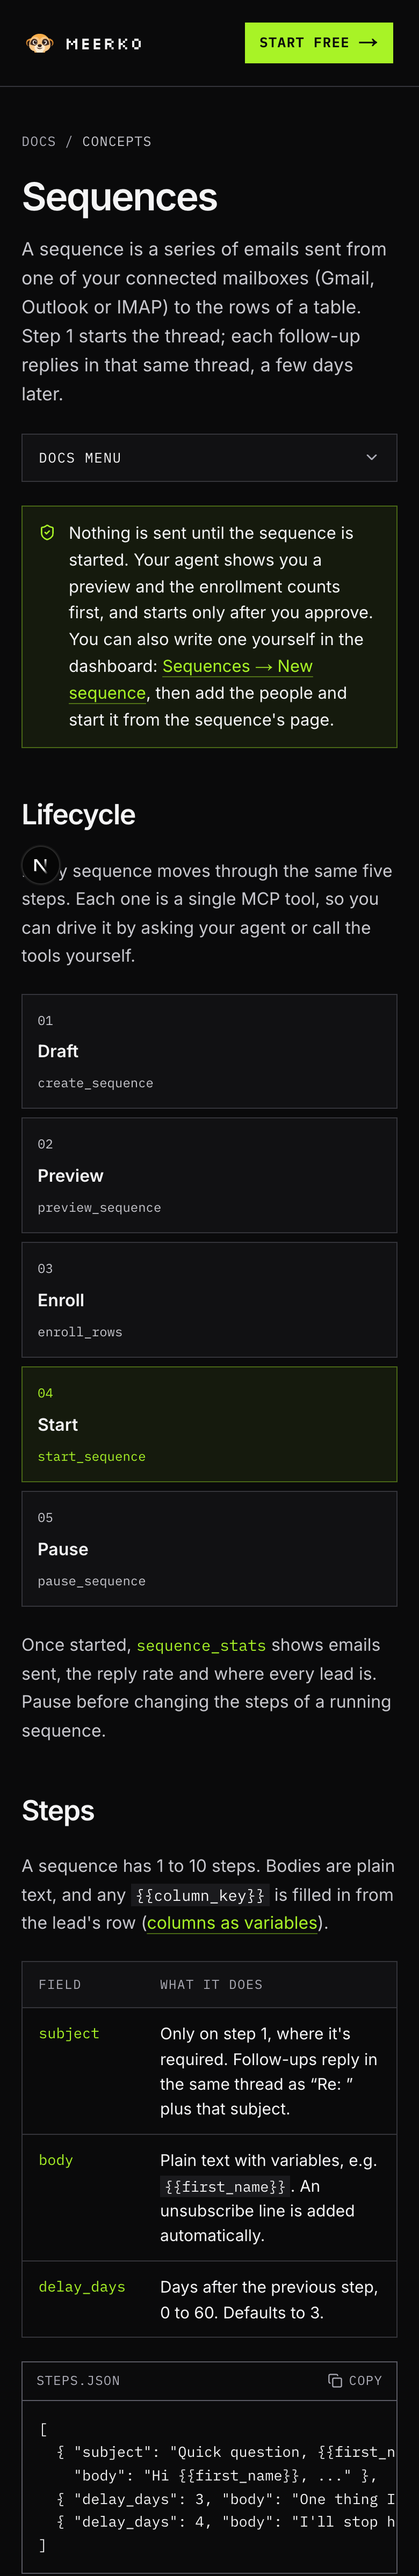 MEERKO
START FREE →
DOCS / CONCEPTS
Sequences
A sequence is a series of emails sent from
one of your connected mailboxes (Gmail,
Outlook or IMAP) to the rows of a table.
Step 1 starts the thread; each follow-up
replies in that same thread, a few days
later.
DOCS MENU
Nothing is sent until the sequence is
started. Your agent shows you a
preview and the enrollment counts
first, and starts only after you approve.
You can also write one yourself in the
dashboard: Sequences → New
sequence, then add the people and
start it from the sequence's page.
Lifecycle
N
y sequence moves through the same five
steps. Each one is a single MCP tool, so you
can drive it by asking your agent or call the
tools yourself.
01
Draft
create_sequence
02
Preview
preview_sequence
03
Enroll
enroll_rows
04
Start
start_sequence
05
Pause
pause_sequence
Once started, sequence_stats shows emails
sent, the reply rate and where every lead is.
Pause before changing the steps of a running
sequence.
Steps
A sequence has 1 to 10 steps. Bodies are plain
text, and any {{column_key}} is filled in from
the lead's row (columns as variables).
FIELD WHAT IT DOES
subject Only on step 1, where it's
required. Follow-ups reply in
the same thread as “Re: ”
plus that subject.
body Plain text with variables, e.g.
{{first_name}}. An
unsubscribe line is added
automatically.
delay_days Days after the previous step,
0 to 60. Defaults to 3.
STEPS.JSON COPY
[
{ "subject": "Quick question, {{first_n
"body": "Hi {{first_name}}, ..." },
{ "delay_days": 3, "body": "One thing I
{ "delay_days": 4, "body": "I'll stop h
]